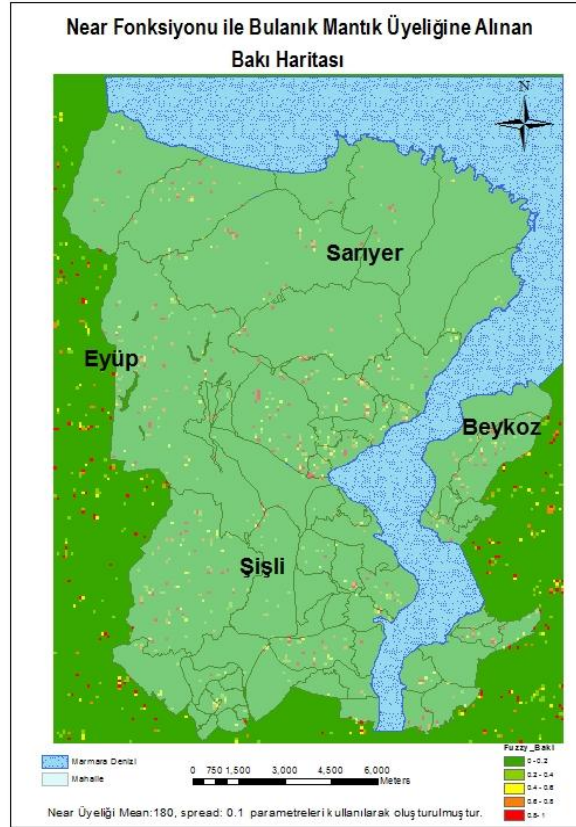 Near Fonksiyonu ile Bulanık Mantık Üyeliğine Alınan
Bakı Haritası
N
Sarıyer
Eyüp
Beykoz
Şişli
Marmara Denizi
Mahalle
0 750 1,500 3,000 4,500 6,000
Meters
Fuzzy_Bakı
0 - 0.2
0.2 - 0.4
0.4 - 0.6
0.6 - 0.8
0.8 - 1
Near Üyeliği Mean:180, spread: 0.1 parametreleri kullanılarak oluşturulmuştur.